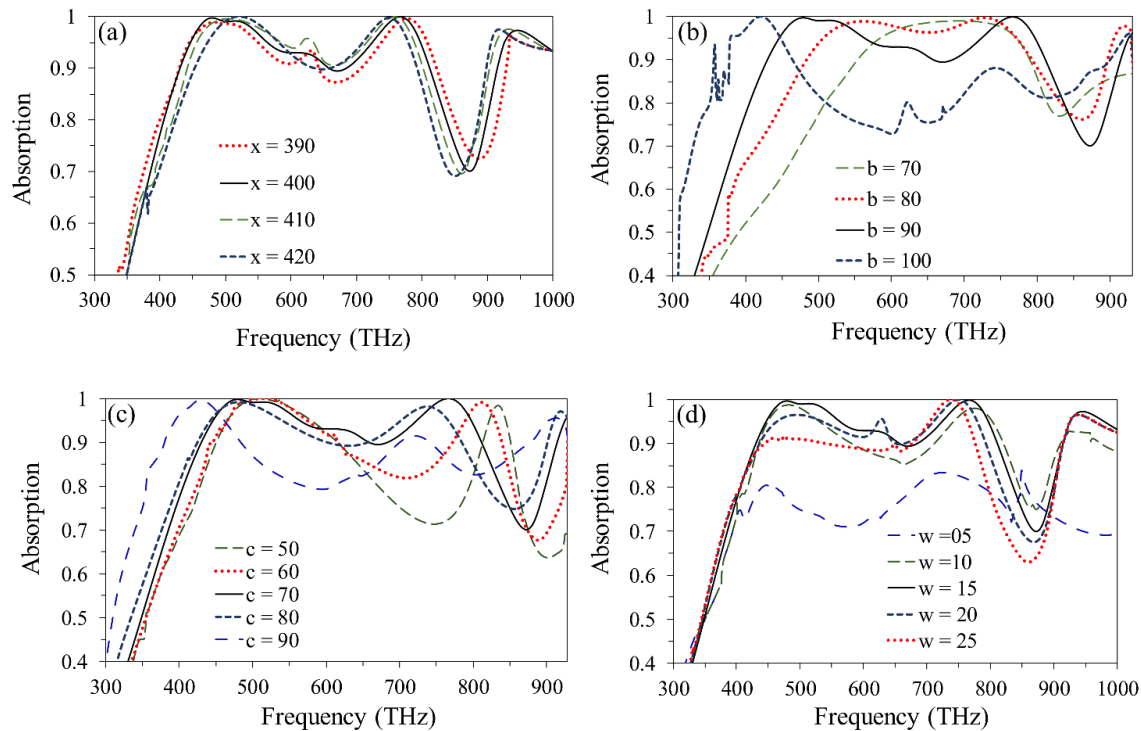 (a)
Absorption
1
0.9
0.8
0.7
0.6
0.5
x = 390
x = 400
x = 410
x = 420
300 400 500 600 700 800 900 1000
Frequency (THz)
(b)
Absorption
1
0.9
0.8
0.7
0.6
0.5
0.4
b = 70
b = 80
b = 90
b = 100
300 400 500 600 700 800 900
Frequency (THz)
(c)
Absorption
1
0.9
0.8
0.7
0.6
0.5
0.4
c = 50
c = 60
c = 70
c = 80
c = 90
300 400 500 600 700 800 900
Frequency (THz)
(d)
Absorption
1
0.9
0.8
0.7
0.6
0.5
0.4
w =05
w = 10
w = 15
w = 20
w = 25
300 400 500 600 700 800 900 1000
Frequency (THz)